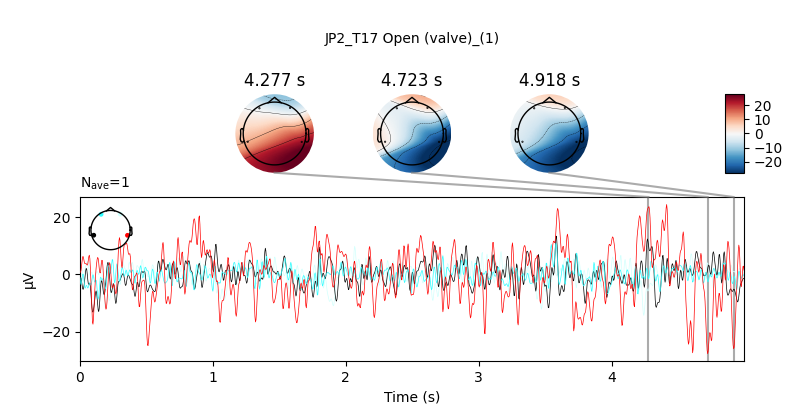 JP2_T17 Open (valve)_(1)
4.277 s 4.723 s 4.918 s
20
10
0
−10
−20
Nave=1
20
0
−20
µV
0 1 2 3 4
Time (s)